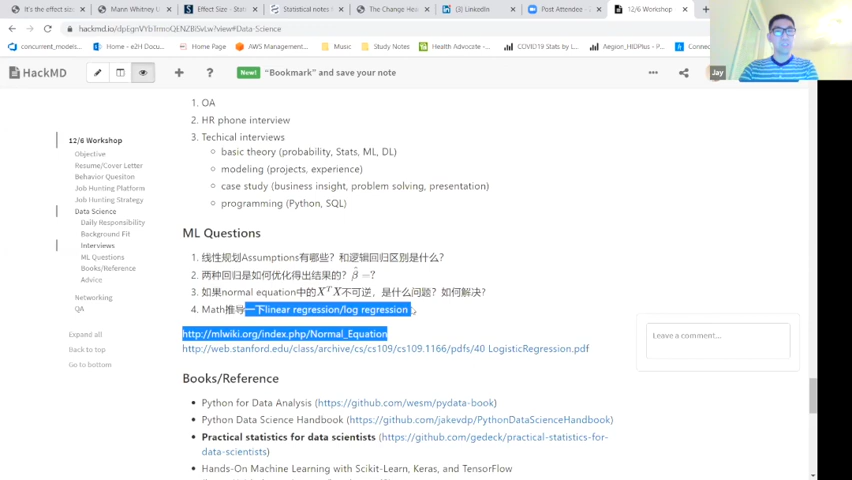 It's the effect siz
Mann Whitney U
Effect Size - Stati
Statistical notes f
The Change Hea
(3) LinkedIn
Post Attendee -
12/6 Workshop
concurrent_models...
Home - e2H Docu...
Home Page
AWS Management...
Music
Study Notes
Health Advocate -...
COVID19 Stats by L...
Aegion_HIDPlus -...
Connec
HackMD
New!
"Bookmark" and save your note
Jay
1. OA
2. HR phone interview
3. Techical interviews
basic theory (probability, Stats, ML, DL)
modeling (projects, experience)
case study (business insight, problem solving, presentation)
programming (Python, SQL)
12/6 Workshop
Objective
Resume/Cover Letter
Behavior Quesiton
Job Hunting Platform
Job Hunting Strategy
Data Science
Daily Responsibility
Background Fit
Interviews
ML Questions
Books/Reference
Advice
Networking
QA
Expand all
Back to top
Go to bottom
ML Questions
1. 线性规划Assumptions有哪些？和逻辑回归区别是什么？
2. 两种回归是如何优化得出结果的？β̂ =?
3. 如果normal equation中的XᵀX不可逆，是什么问题？如何解决？
4. Math推导一下linear regression/log regression
http://mlwiki.org/index.php/Normal_Equation
http://web.stanford.edu/class/archive/cs/cs109/cs109.1166/pdfs/40 LogisticRegression.pdf
Leave a comment...
Books/Reference
Python for Data Analysis (https://github.com/wesm/pydata-book)
Python Data Science Handbook (https://github.com/jakevdp/PythonDataScienceHandbook)
Practical statistics for data scientists (https://github.com/gedeck/practical-statistics-for-
data-scientists)
Hands-On Machine Learning with Scikit-Learn, Keras, and TensorFlow